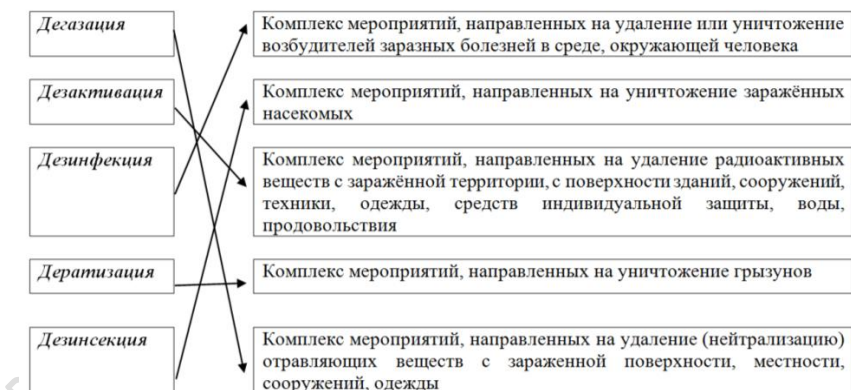 Дегазация
Комплекс мероприятий, направленных на удаление или уничтожение
возбудителей заразных болезней в среде, окружающей человека
Дезактивация
Комплекс мероприятий, направленных на уничтожение заражённых
насекомых
Дезинфекция
Комплекс мероприятий, направленных на удаление радиоактивных
веществ с заражённой территории, с поверхности зданий, сооружений,
техники, одежды, средств индивидуальной защиты, воды,
продовольствия
Дератизация
Комплекс мероприятий, направленных на уничтожение грызунов
Дезинсекция
Комплекс мероприятий, направленных на удаление (нейтрализацию)
отравляющих веществ с зараженной поверхности, местности,
сооружений, одежды